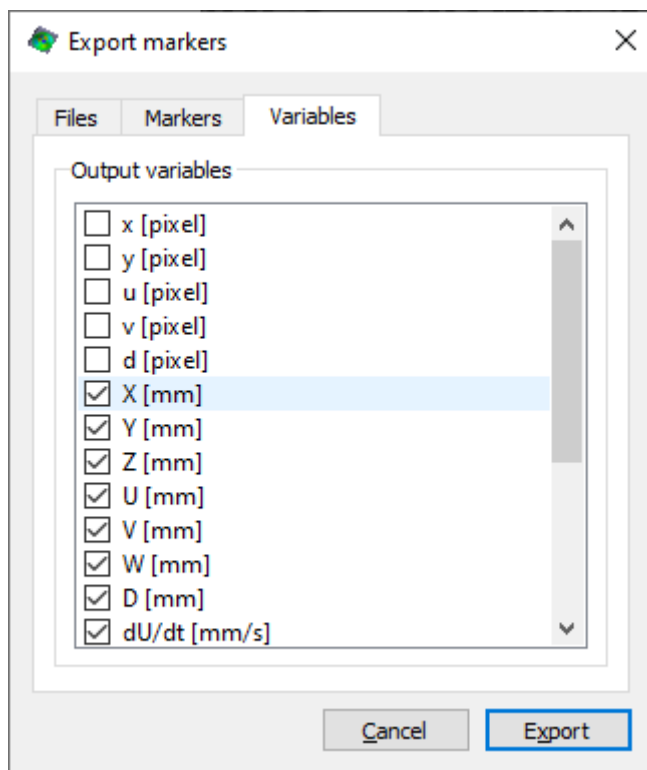 Export markers
Files Markers Variables
Output variables
x [pixel]
y [pixel]
u [pixel]
v [pixel]
d [pixel]
X [mm]
Y [mm]
Z [mm]
U [mm]
V [mm]
W [mm]
D [mm]
dU/dt [mm/s]
Cancel Export